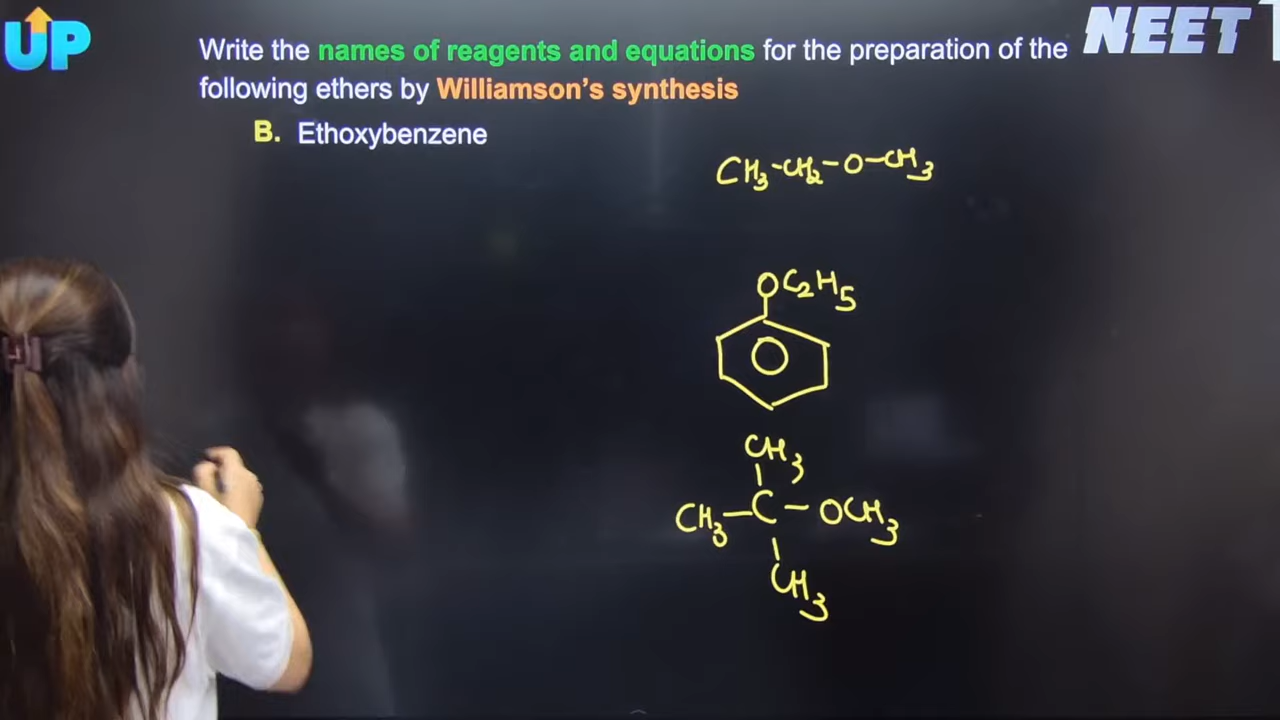 UP
NEET
Write the names of reagents and equations for the preparation of the
following ethers by Williamson's synthesis
B. Ethoxybenzene
CH3-CH2-O-CH3
OC2H5
CH3
CH3-C-OCH3
CH3